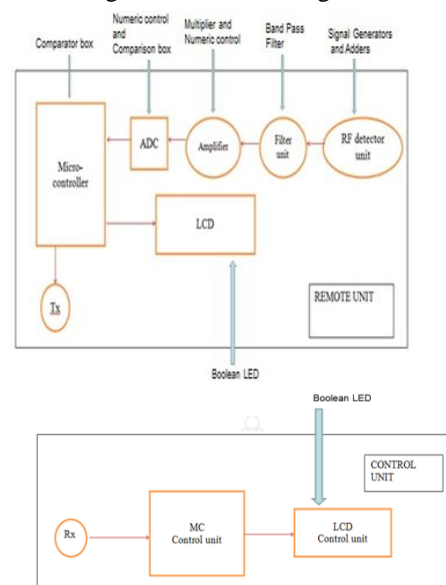 Comparator box
Numeric control
and
Comparison box
Multiplier and
Numeric control
Band Pass
Filter
Signal Generators
and Adders
Micro-
controller
ADC
Amplifier
Filter
unit
RF detector
unit
LCD
Tx
REMOTE UNIT
Boolean LED
Boolean LED
CONTROL
UNIT
Rx
MC
Control unit
LCD
Control unit